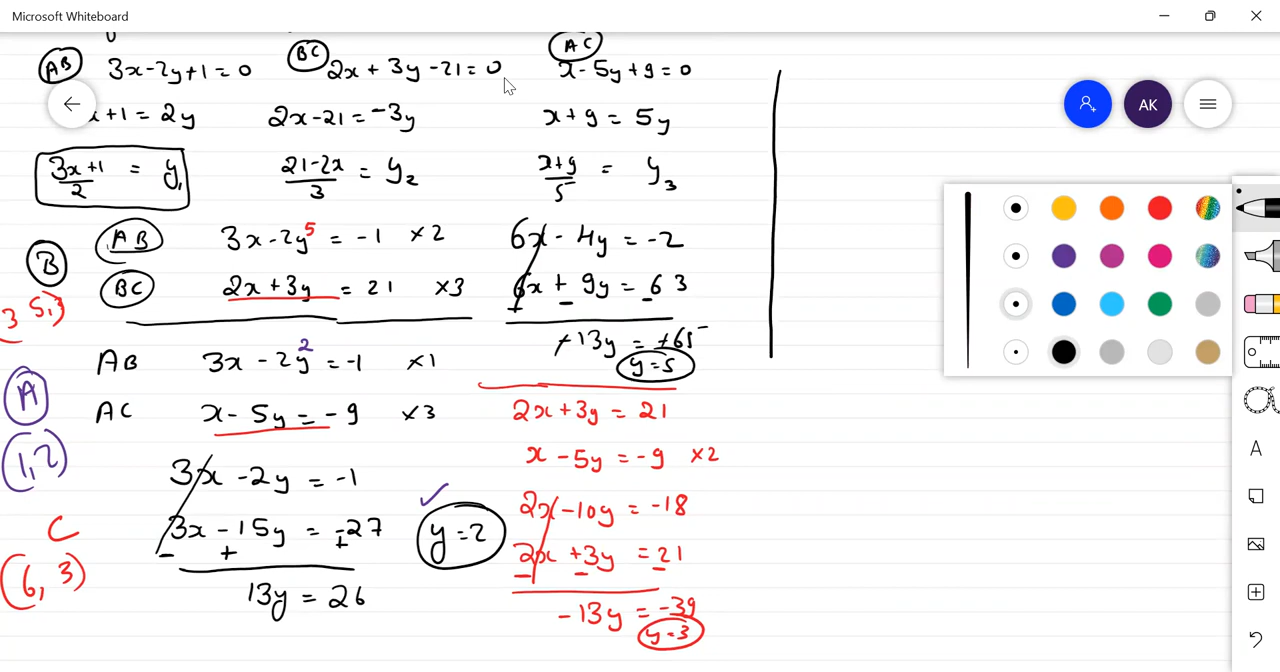 Microsoft Whiteboard
AB 3x-2y+1=0
BC 2x+3y-21=0
AC x-5y+9=0
x+1=2y
2x-21=-3y
x+9=5y
AK
3x+1/2 = y₁
21-2x/3 = y₂
x+9/5 = y₃
B
AB 3x-2y⁵=-1 ×2
6x-4y=-2
BC 2x+3y=21 ×3
6x+9y=63
5,
-13y=-65
y=5
AB 3x-2y²=-1 ×1
A
AC x-5y=-9 ×3
(1,2)
3x-2y=-1
3x-15y=-27
- + +
13y=26
y=2
2x+3y=21
x-5y=-9 ×2
2x-10y=-18
2x+3y=21
- - -
-13y=-39
y=3
C
(6,3)
A